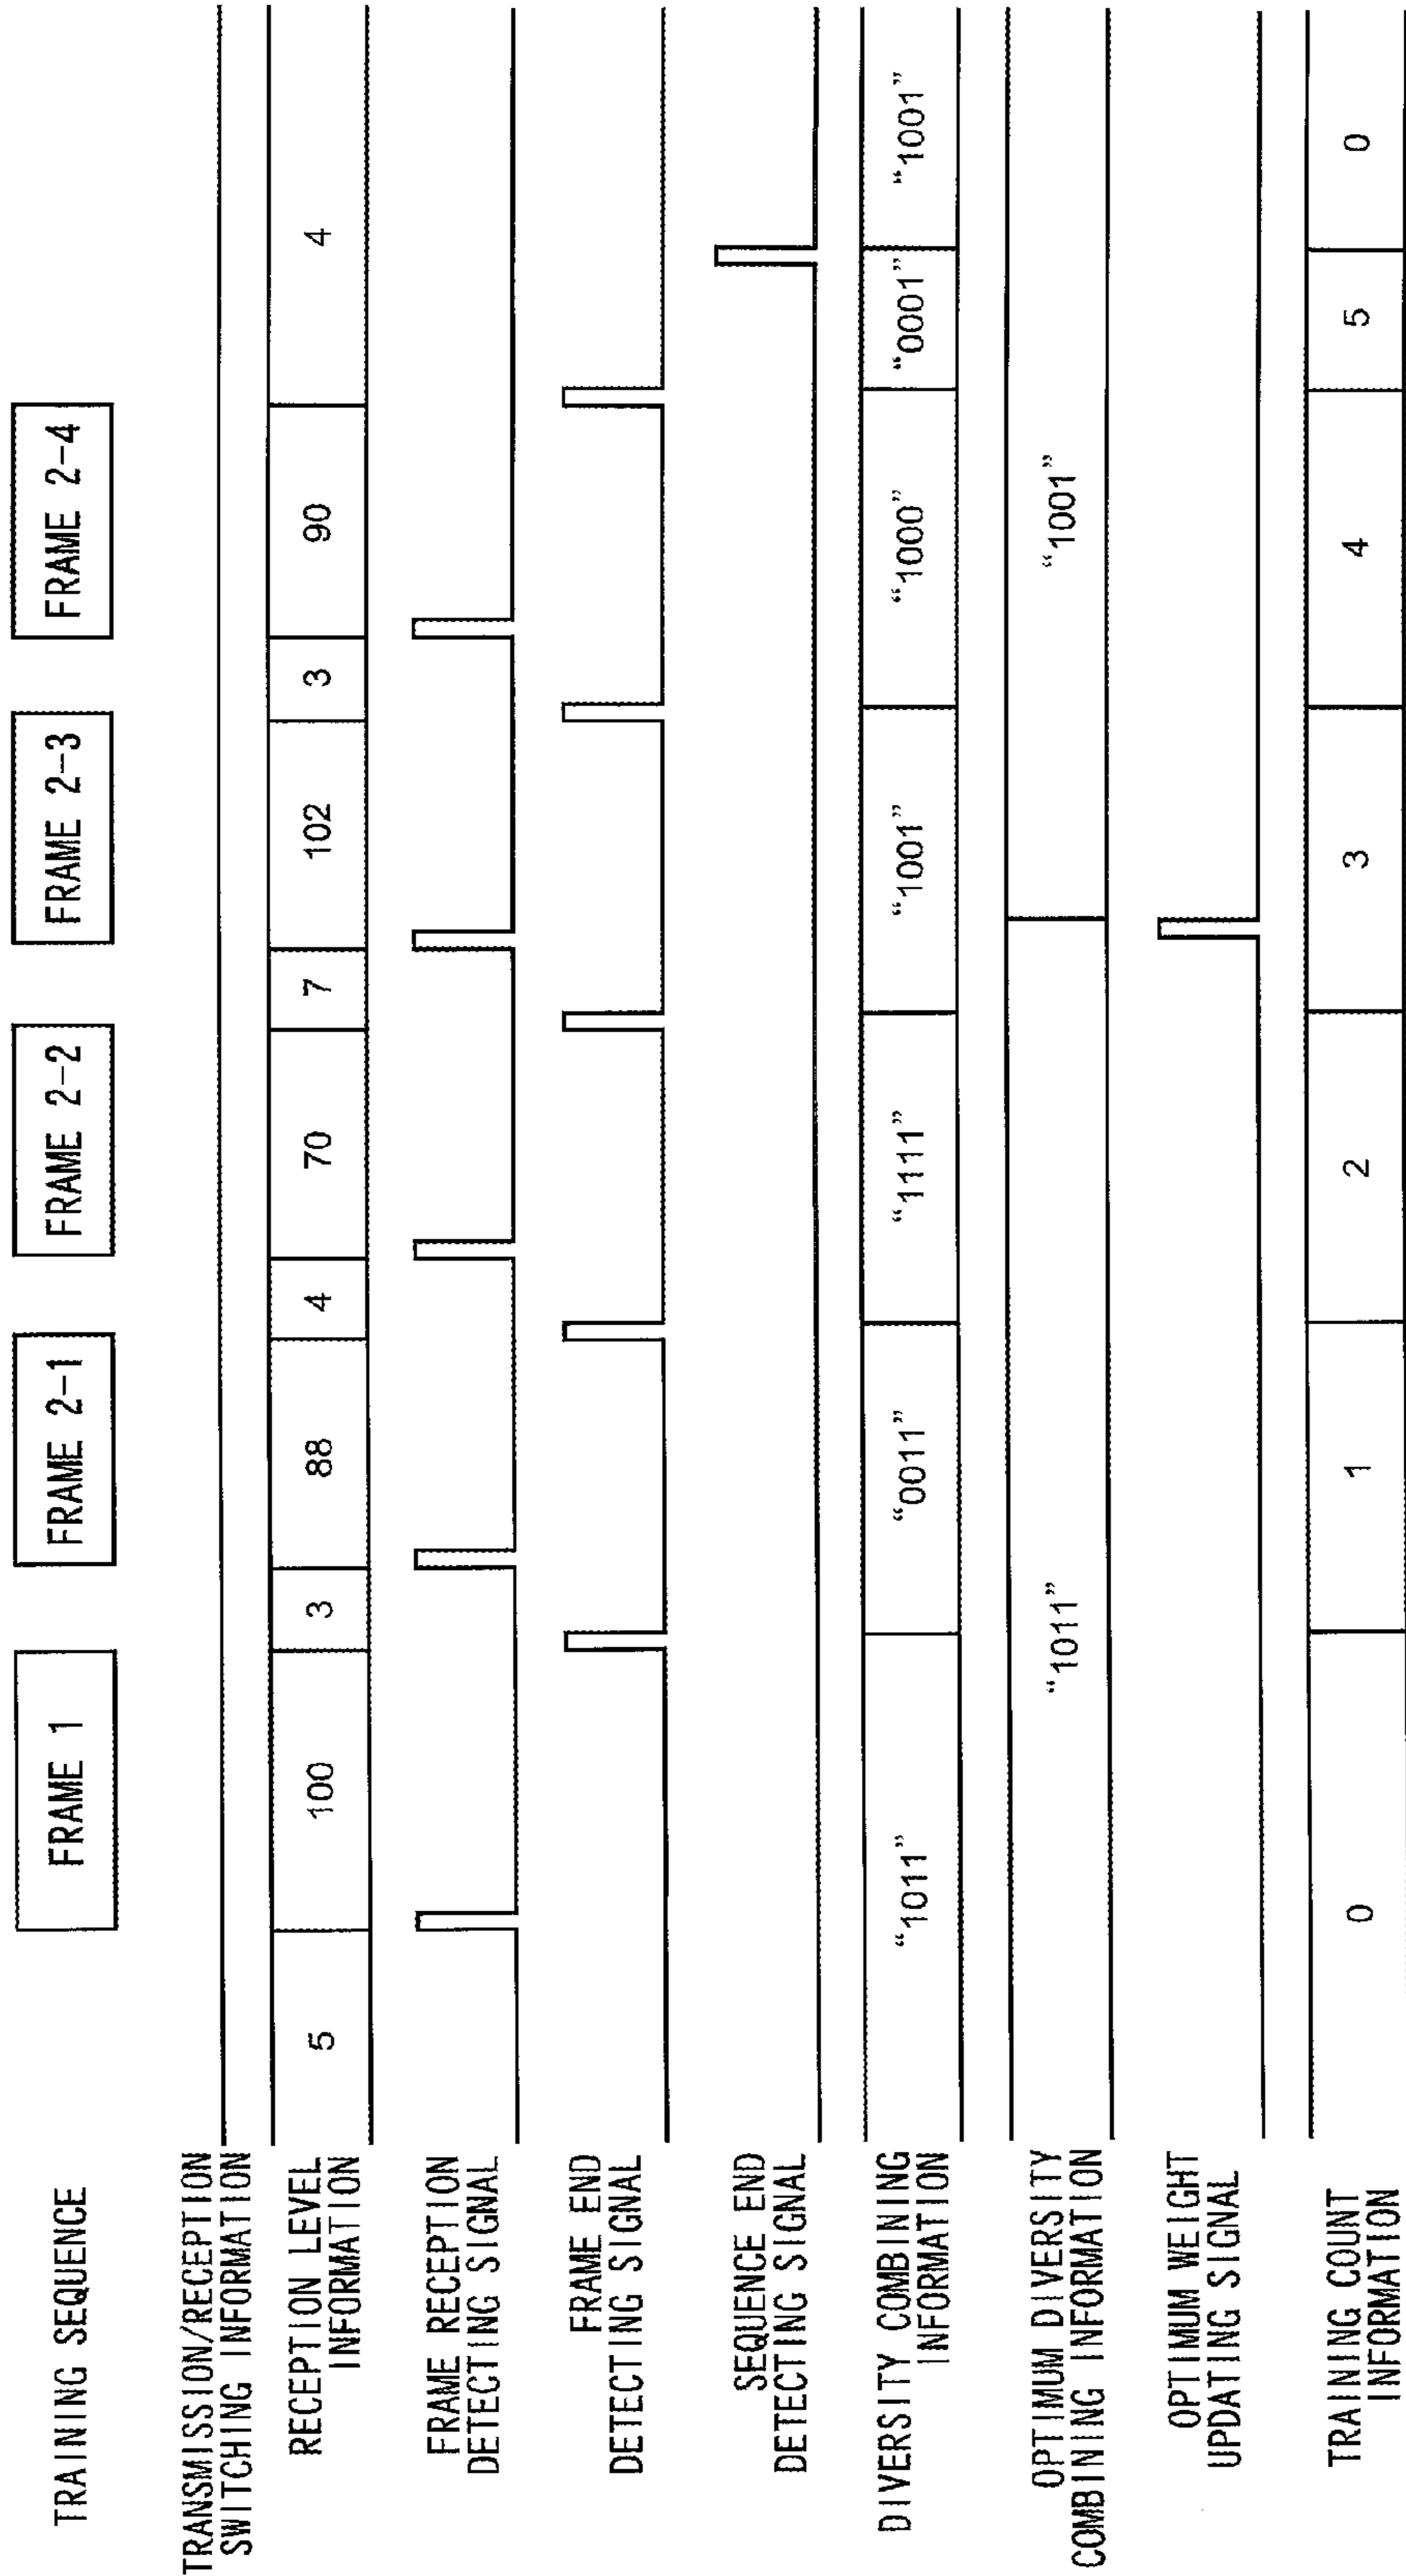 TRAINING SEQUENCE
FRAME 1
FRAME 2-1
FRAME 2-2
FRAME 2-3
FRAME 2-4
TRANSMISSION/RECEPTION
SWITCHING INFORMATION
RECEPTION LEVEL
INFORMATION
5
100
3
88
4
70
7
102
3
90
4
FRAME RECEPTION
DETECTING SIGNAL
FRAME END
DETECTING SIGNAL
SEQUENCE END
DETECTING SIGNAL
DIVERSITY COMBINING
INFORMATION
“1011”
“0011”
“1111”
“1001”
“1000”
“0001”
“1001”
OPTIMUM DIVERSITY
COMBINING INFORMATION
“1011”
“1001”
OPTIMUM WEIGHT
UPDATING SIGNAL
TRAINING COUNT
INFORMATION
0
1
2
3
4
5
0